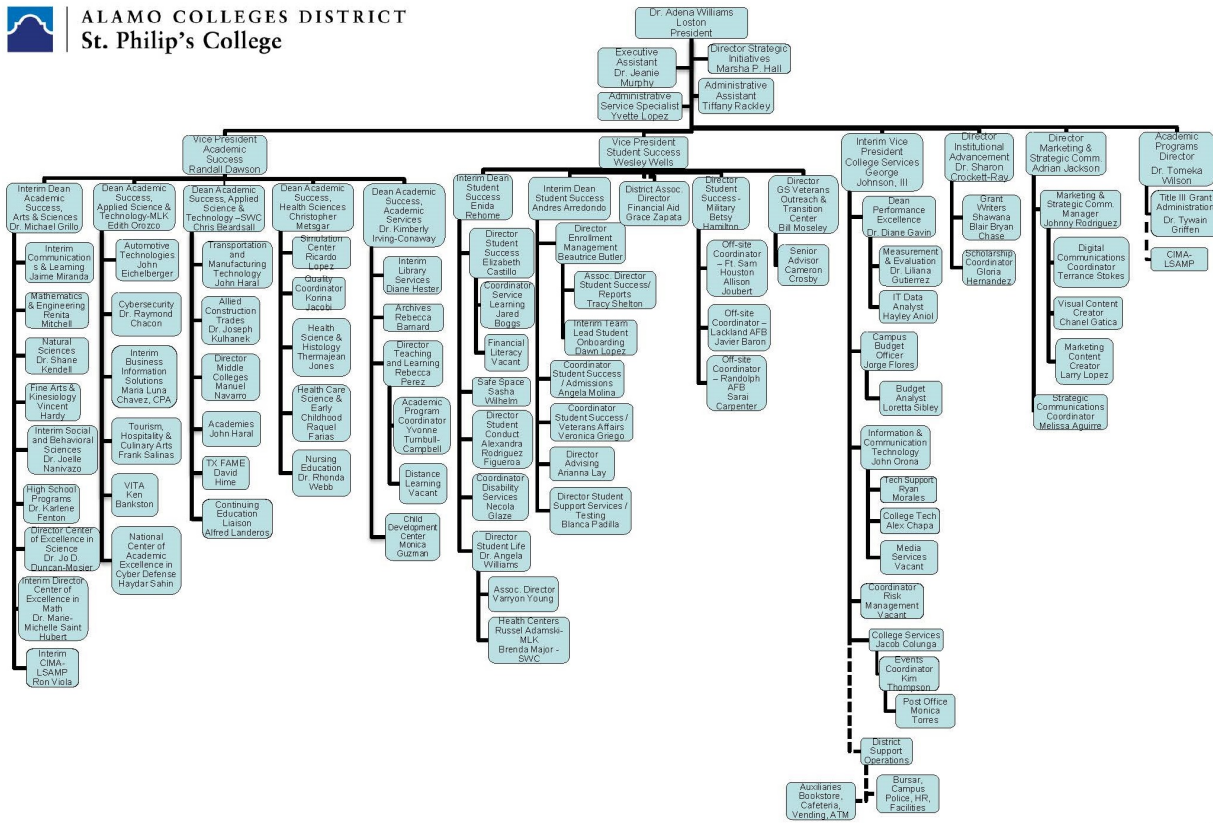 ALAMO COLLEGES DISTRICT
St. Philip's College
Dr. Adena Williams
Loston
President
Executive
Assistant
Dr. Jeanie
Murphy
Director Strategic
Initiatives
Marsha P. Hall
Administrative
Service Specialist
Yvette Lopez
Administrative
Assistant
Tiffany Rackley
Vice President
Academic
Success
Randall Dawson
Vice President
Student Success
Wesley Wells
Interim Vice
President
College Services
George
Johnson, III
Director
Institutional
Advancement
Dr. Sharon
Crockett-Ray
Director
Marketing &
Strategic Comm.
Adrian Jackson
Academic
Programs
Director
Dr. Tomeka
Wilson
Interim Dean
Academic
Success,
Arts & Sciences
Dr. Michael Grillo
Interim
Communication
s & Learning
Jaime Miranda
Mathematics
& Engineering
Renita
Mitchell
Natural
Sciences
Dr. Shane
Kendell
Fine Arts &
Kinesiology
Vincent
Hardy
Interim Social
and Behavioral
Sciences
Dr. Joelle
Nanivazo
High School
Programs
Dr. Karlene
Fenton
Director Center
of Excellence in
Science
Dr. Jo D.
Duncan-Mosier
Interim Director
Center of
Excellence in
Math
Dr. Marie-
Michelle Saint
Hubert
Interim
CIMA-
LSAMP
Ron Viola
Dean Academic
Success,
Applied Science &
Technology-MLK
Edith Orozco
Automotive
Technologies
John
Eichelberger
Cybersecurity
Dr. Raymond
Chacon
Interim
Business
Information
Solutions
Maria Luna
Chavez, CPA
Tourism,
Hospitality &
Culinary Arts
Frank Salinas
VITA
Ken
Bankston
National
Center of
Academic
Excellence in
Cyber Defense
Haydar Sahin
Dean Academic
Success, Applied
Science &
Technology –SWC
Chris Beardsall
Transportation
and
Manufacturing
Technology
John Haral
Allied
Construction
Trades
Dr. Joseph
Kulhanek
Director
Middle
Colleges
Manuel
Navarro
Academies
John Haral
TX FAME
David
Hime
Continuing
Education
Liaison
Alfred Landeros
Dean Academic
Success,
Health Sciences
Christopher
Metsgar
Simulation
Center
Ricardo
Lopez
Quality
Coordinator
Korina
Jacobi
Health
Science &
Histology
Thermajean
Jones
Health Care
Science &
Early
Childhood
Raquel
Farias
Nursing
Education
Dr. Rhonda
Webb
Dean Academic
Success,
Academic Services
Dr. Kimberly
Irving-Conaway
Interim
Library
Services
Diane Hester
Archives
Rebecca
Barnard
Director
Teaching
and Learning
Rebecca
Perez
Academic
Program
Coordinator
Yvonne
Turnbull-
Campbell
Distance
Learning
Vacant
Child
Development
Center
Monica
Guzman
Interim Dean
Student
Success
Enida
Rehome
Director
Student
Success
Elizabeth
Castillo
Coordinator
Service
Learning
Jared
Boggs
Financial
Literacy
Vacant
Safe Space
Sasha
Wilhelm
Director
Student
Conduct
Alexandra
Rodriguez
Figueroa
Coordinator
Disability
Services
Necola
Glaze
Director
Student Life
Dr. Angela
Williams
Assoc. Director
Varryon Young
Health Centers
Russel Adamski-
MLK
Brenda Major -
SWC
Interim Dean
Student Success
Andres Arredondo
Director
Enrollment
Management
Beautrice Butler
Assoc. Director
Student Success/
Reports
Tracy Shelton
Interim Team
Lead Student
Onboarding
Dawn Lopez
Coordinator
Student Success
/ Admissions
Angela Molina
Coordinator
Student Success /
Veterans Affairs
Veronica Griego
Director
Advising
Arianna Lay
Director Student
Support Services /
Testing
Blanca Padilla
District Assoc.
Director
Financial Aid
Grace Zapata
Director
Student
Success -
Military
Betsy
Hamilton
Off-site
Coordinator
– Ft. Sam
Houston
Allison
Joubert
Off-site
Coordinator –
Lackland AFB
Javier Baron
Off-site
Coordinator
– Randolph
AFB
Sarai
Carpenter
Director
GS Veterans
Outreach &
Transition
Center
Bill Moseley
Senior
Advisor
Cameron
Crosby
Dean
Performance
Excellence
Dr. Diane Gavin
Measurement
& Evaluation
Dr. Liliana
Gutierrez
IT Data
Analyst
Hayley Aniol
Campus
Budget
Officer
Jorge Flores
Budget
Analyst
Loretta Sibley
Information &
Communication
Technology
John Orona
Tech Support
Ryan
Morales
College Tech
Alex Chapa
Media
Services
Vacant
Coordinator
Risk
Management
Vacant
College Services
Jacob Colunga
Events
Coordinator
Kim
Thompson
Post Office
Monica
Torres
District
Support
Operations
Auxiliaries
Bookstore,
Cafeteria,
Vending, ATM
Bursar,
Campus
Police, HR,
Facilities
Grant
Writers
Shawana
Blair Bryan
Chase
Scholarship
Coordinator
Gloria
Hernandez
Marketing &
Strategic Comm.
Manager
Johnny Rodriguez
Digital
Communications
Coordinator
Terrance Stokes
Visual Content
Creator
Chanel Gatica
Marketing
Content
Creator
Larry Lopez
Strategic
Communications
Coordinator
Melissa Aguirre
Title III Grant
Administration
Dr. Tywain
Griffen
CIMA-
LSAMP